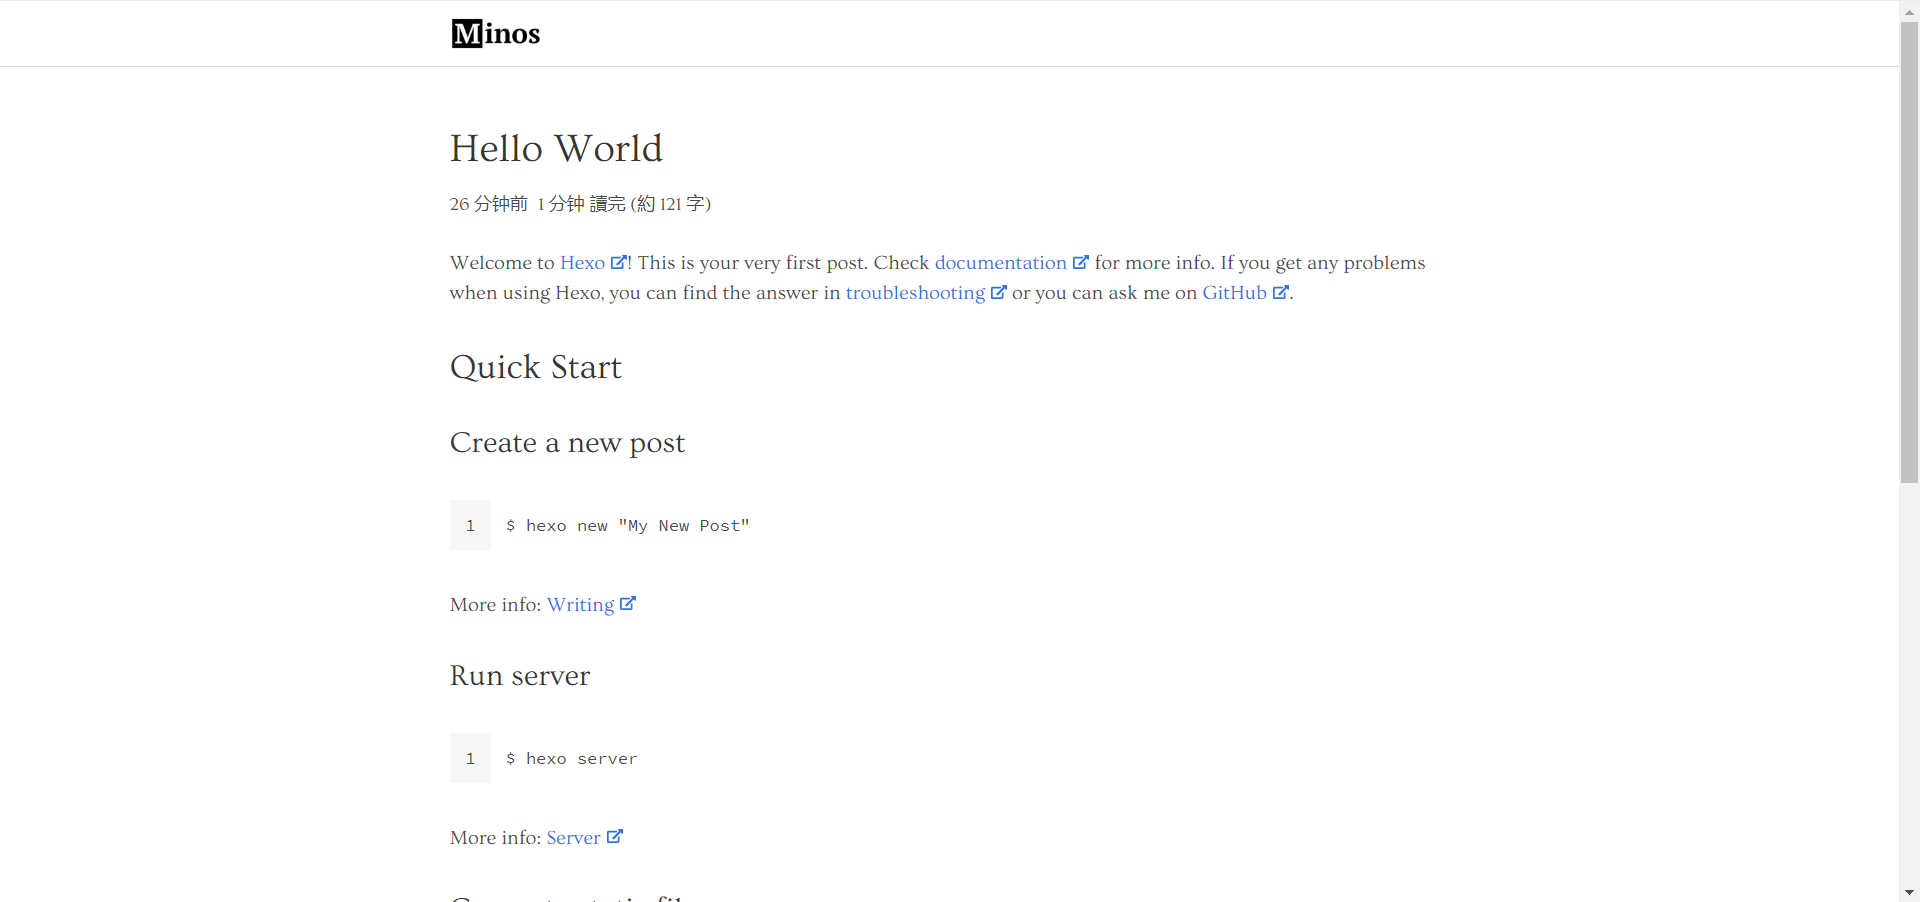 Minos
Hello World
26 分钟前 1 分钟 讀完 (約 121 字)
Welcome to Hexo! This is your very first post. Check documentation for more info. If you get any problems
when using Hexo, you can find the answer in troubleshooting or you can ask me on GitHub.
Quick Start
Create a new post
1 $ hexo new "My New Post"
More info: Writing
Run server
1 $ hexo server
More info: Server